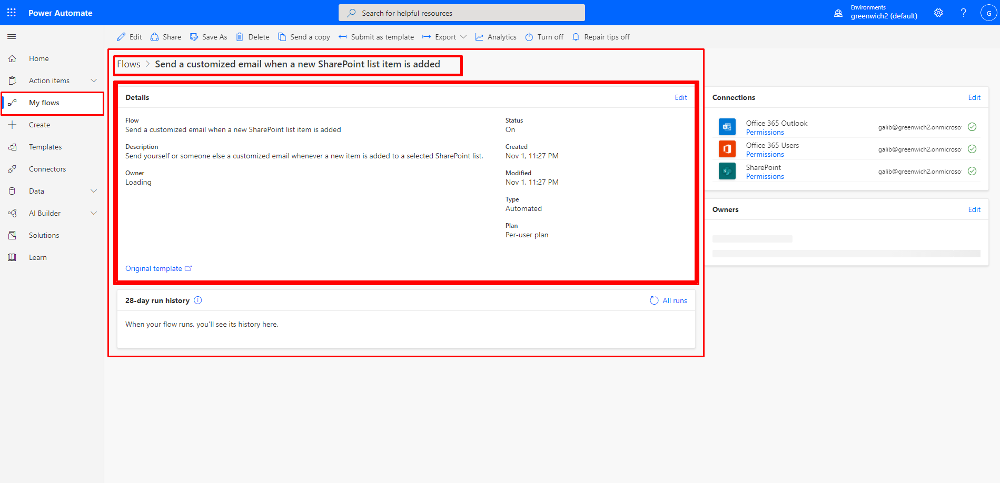 Power Automate
Search for helpful resources
Environments
greenwich2 (default)
G
Edit
Share
Save As
Delete
Send a copy
Submit as template
Export
Analytics
Turn off
Repair tips off
Home
Action items
My flows
Create
Templates
Connectors
Data
AI Builder
Solutions
Learn
Flows > Send a customized email when a new SharePoint list item is added
Details
Edit
Flow
Send a customized email when a new SharePoint list item is added
Description
Send yourself or someone else a customized email whenever a new item is added to a selected SharePoint list.
Owner
Loading
Status
On
Created
Nov 1, 11:27 PM
Modified
Nov 1, 11:27 PM
Type
Automated
Plan
Per-user plan
Original template
28-day run history
All runs
When your flow runs, you'll see its history here.
Connections
Edit
Office 365 Outlook
Permissions
galib@greenwich2.onmicroso
Office 365 Users
Permissions
galib@greenwich2.onmicroso
SharePoint
Permissions
galib@greenwich2.onmicroso
Owners
Edit